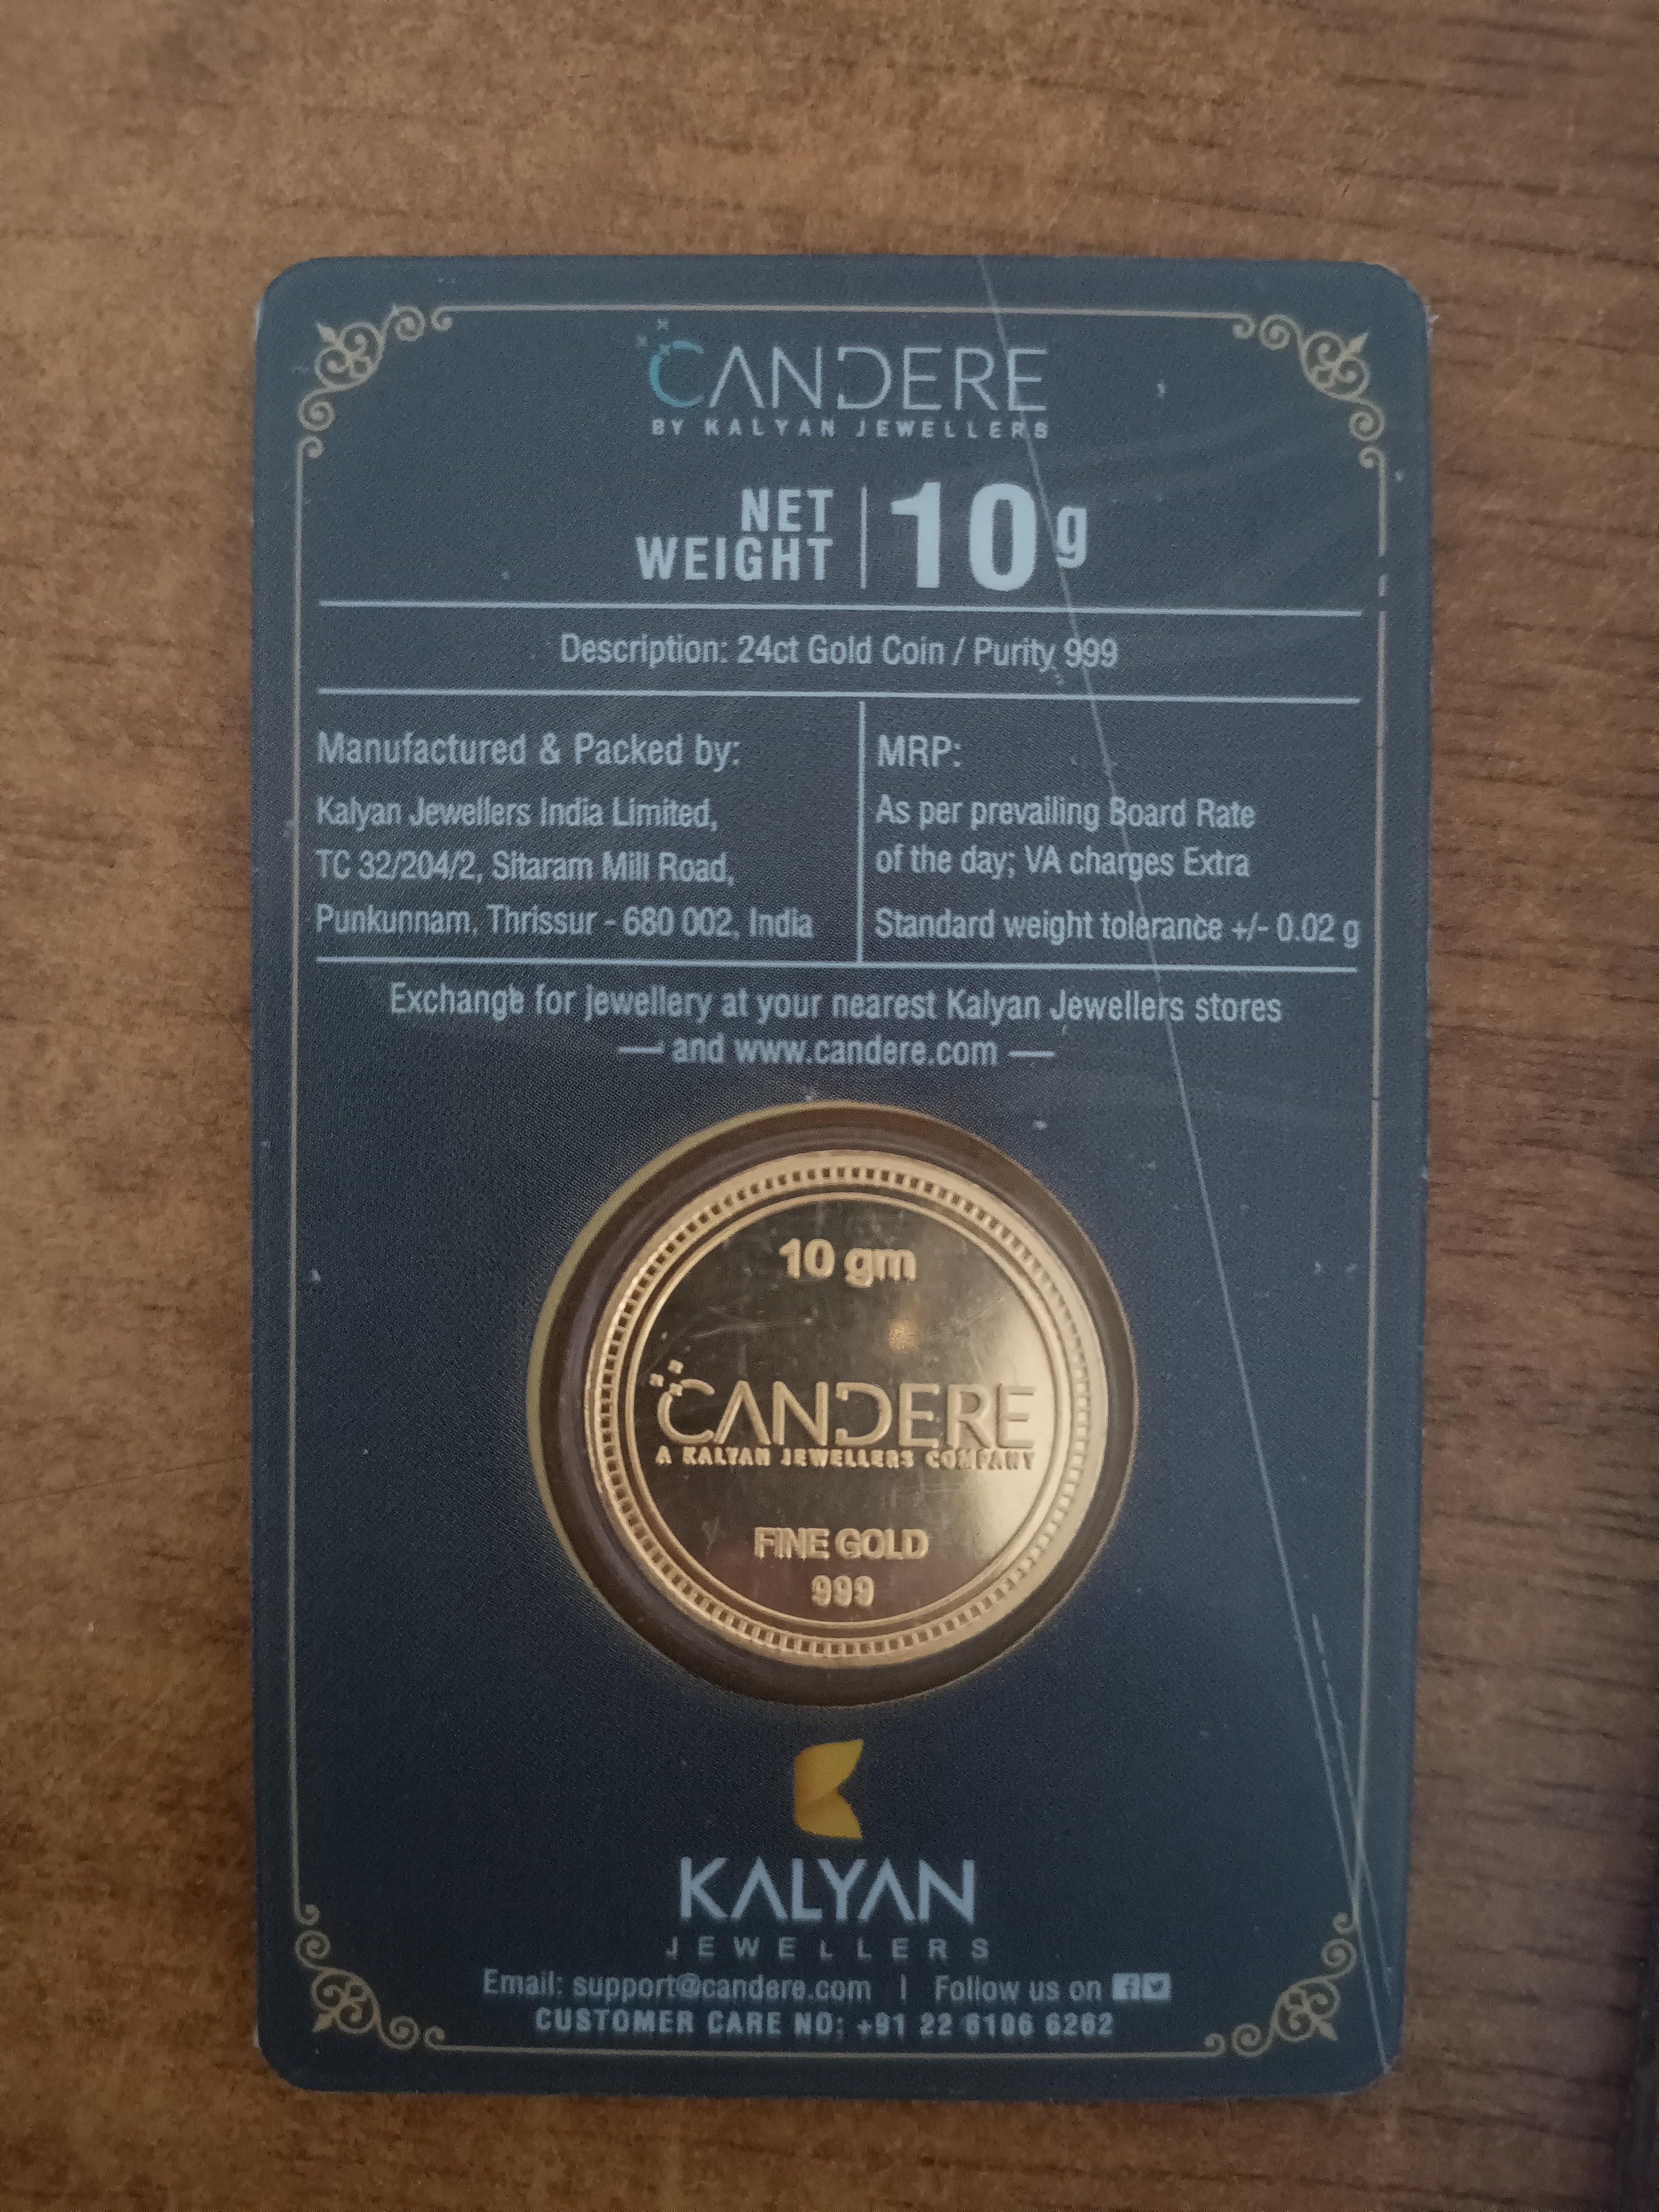 CANDERE
BY KALYAN JEWELLERS
NET WEIGHT | 10 g
Description: 24ct Gold Coin / Purity 999
Manufactured & Packed by:
Kalyan Jewellers India Limited,
TC 32/204/2, Sitaram Mill Road,
Punkunnam, Thrissur - 680 002, India
MRP:
As per prevailing Board Rate
of the day; VA charges Extra
Standard weight tolerance +/- 0.02 g
Exchange for jewellery at your nearest Kalyan Jewellers stores
— and www.candere.com —
10 gm
CANDERE
A KALYAN JEWELLERS COMPANY
FINE GOLD
999
KALYAN
JEWELLERS
Email: support@candere.com | Follow us on
CUSTOMER CARE NO: +91 22 6106 6262